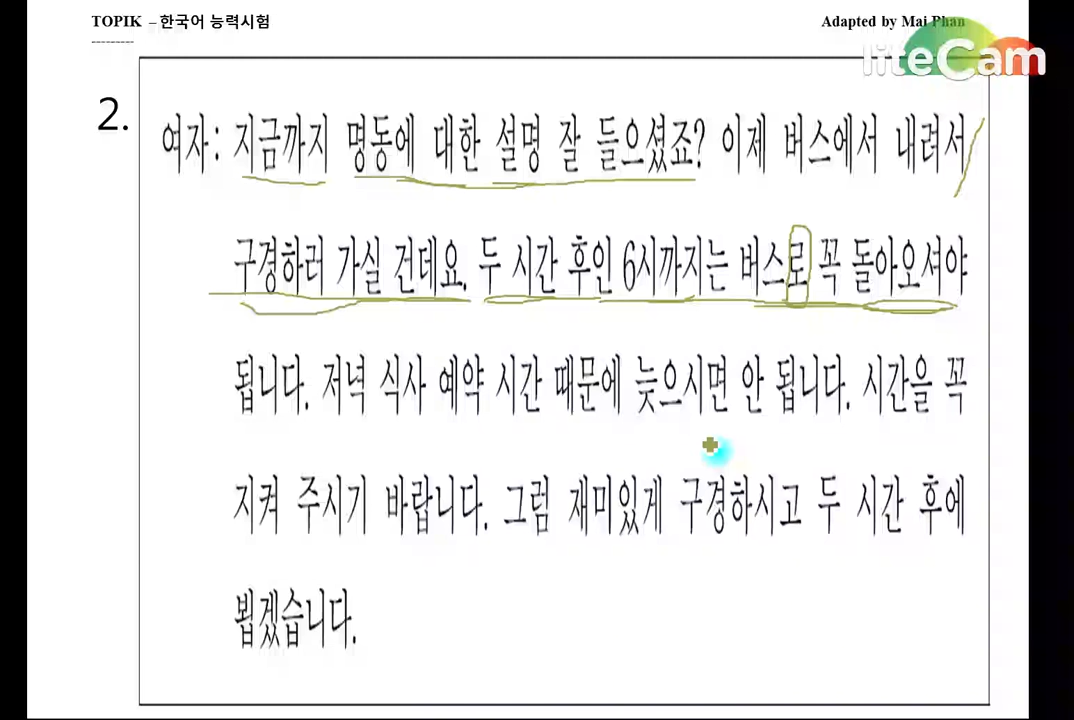 TOPIK – 한국어 능력시험
Adapted by Mai Phan
---------
liteCam
2.
여자: 지금까지 명동에 대한 설명 잘 들으셨죠? 이제 버스에서 내려서
구경하러 가실 건데요. 두 시간 후인 6시까지는 버스로 꼭 돌아오셔야
됩니다. 저녁 식사 예약 시간 때문에 늦으시면 안 됩니다. 시간을 꼭
지켜 주시기 바랍니다. 그럼 재미있게 구경하시고 두 시간 후에
뵙겠습니다.